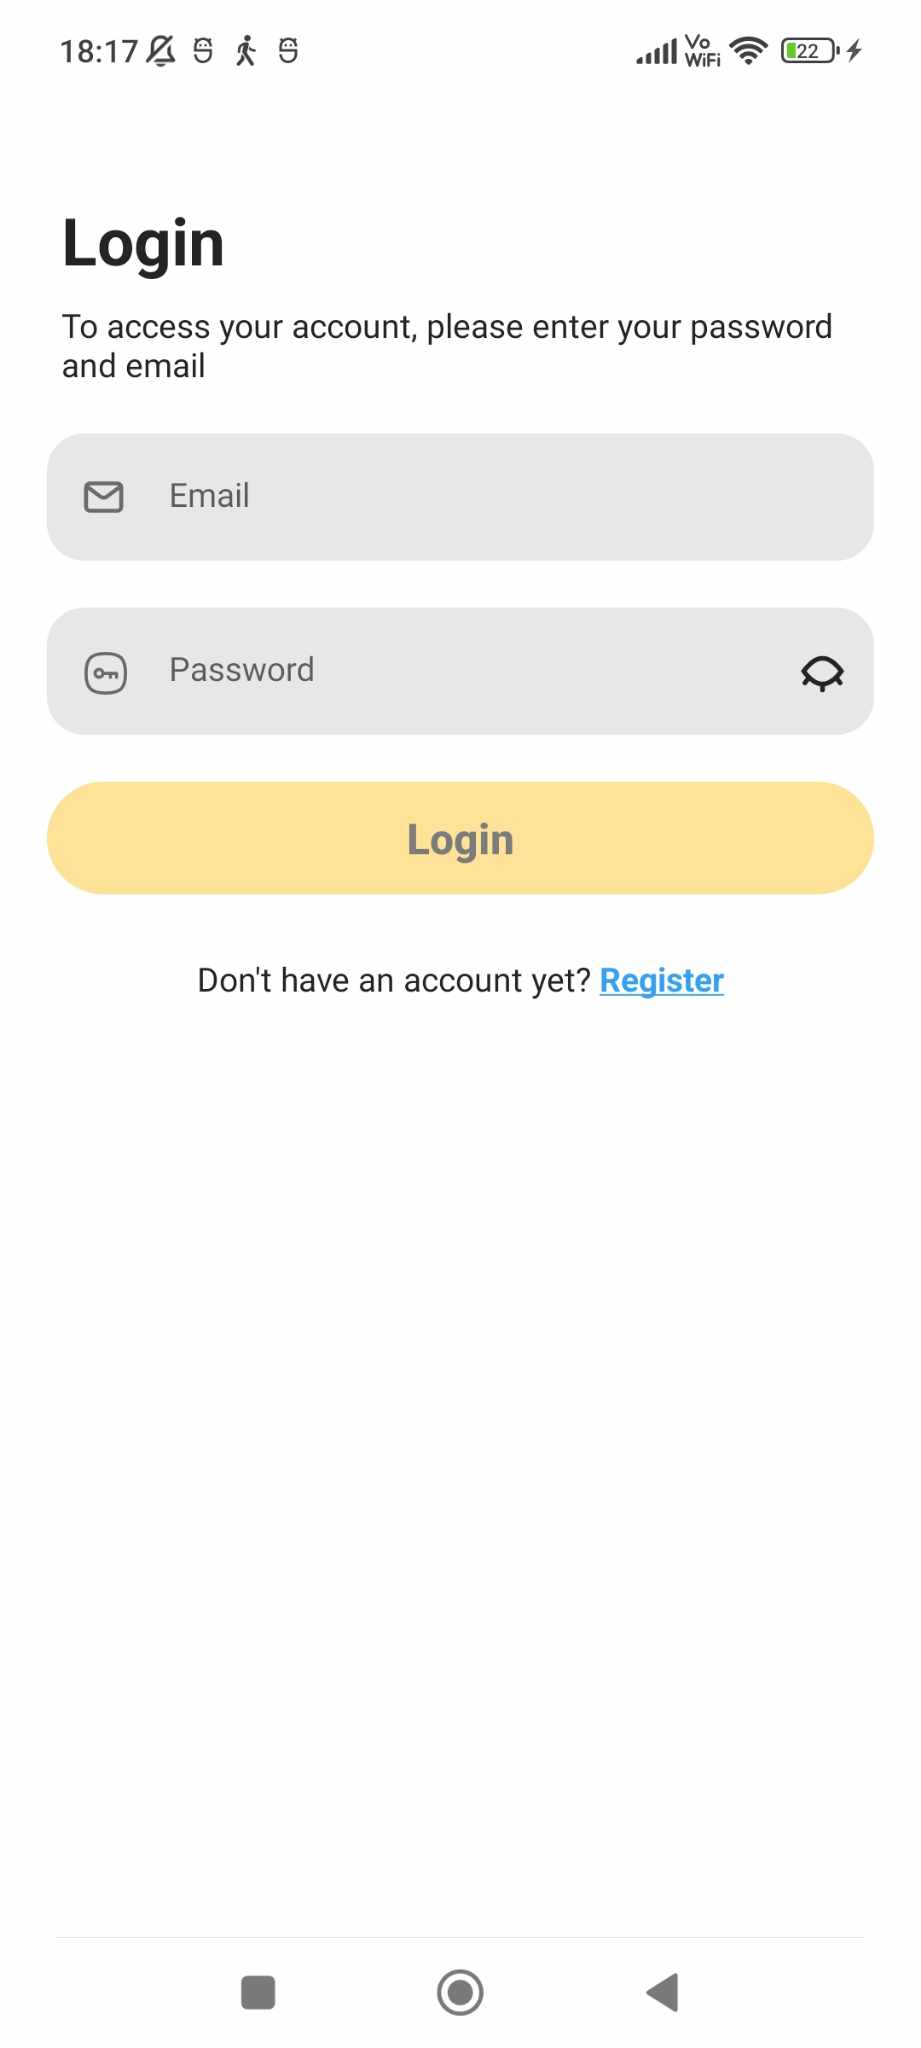 18:17
Vo
WiFi
22
Login
To access your account, please enter your password
and email
Email
Password
Login
Don't have an account yet? Register